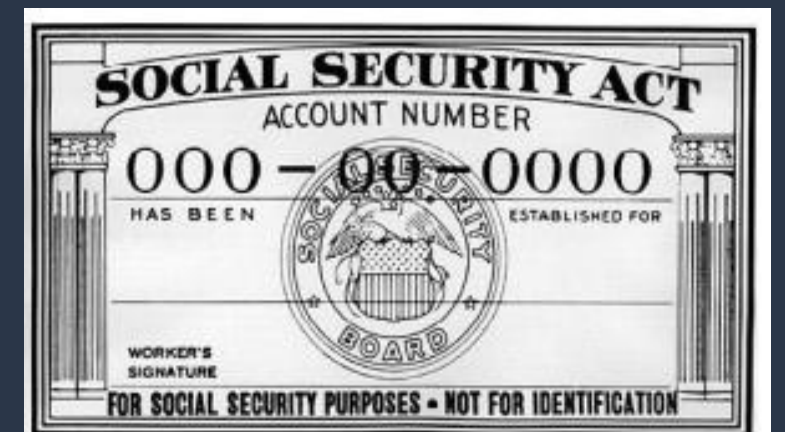 SOCIAL SECURITY ACT
ACCOUNT NUMBER
000-00-0000
HAS BEEN ESTABLISHED FOR
SOCIAL SECURITY
BOARD
WORKER'S
SIGNATURE
FOR SOCIAL SECURITY PURPOSES - NOT FOR IDENTIFICATION